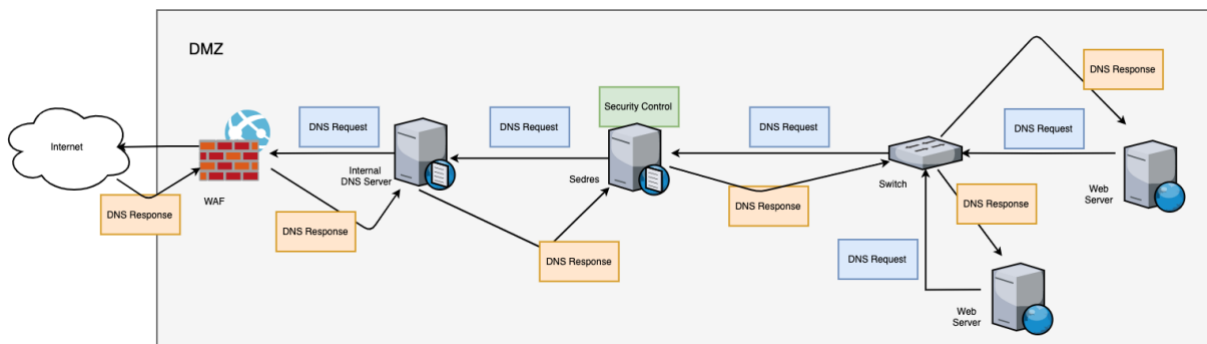 DMZ
Internet
DNS Response
WAF
DNS Request
DNS Response
Internal
DNS Server
DNS Request
DNS Response
Security Control
Sedres
DNS Request
DNS Response
Switch
DNS Response
DNS Request
Web
Server
DNS Response
DNS Request
Web
Server